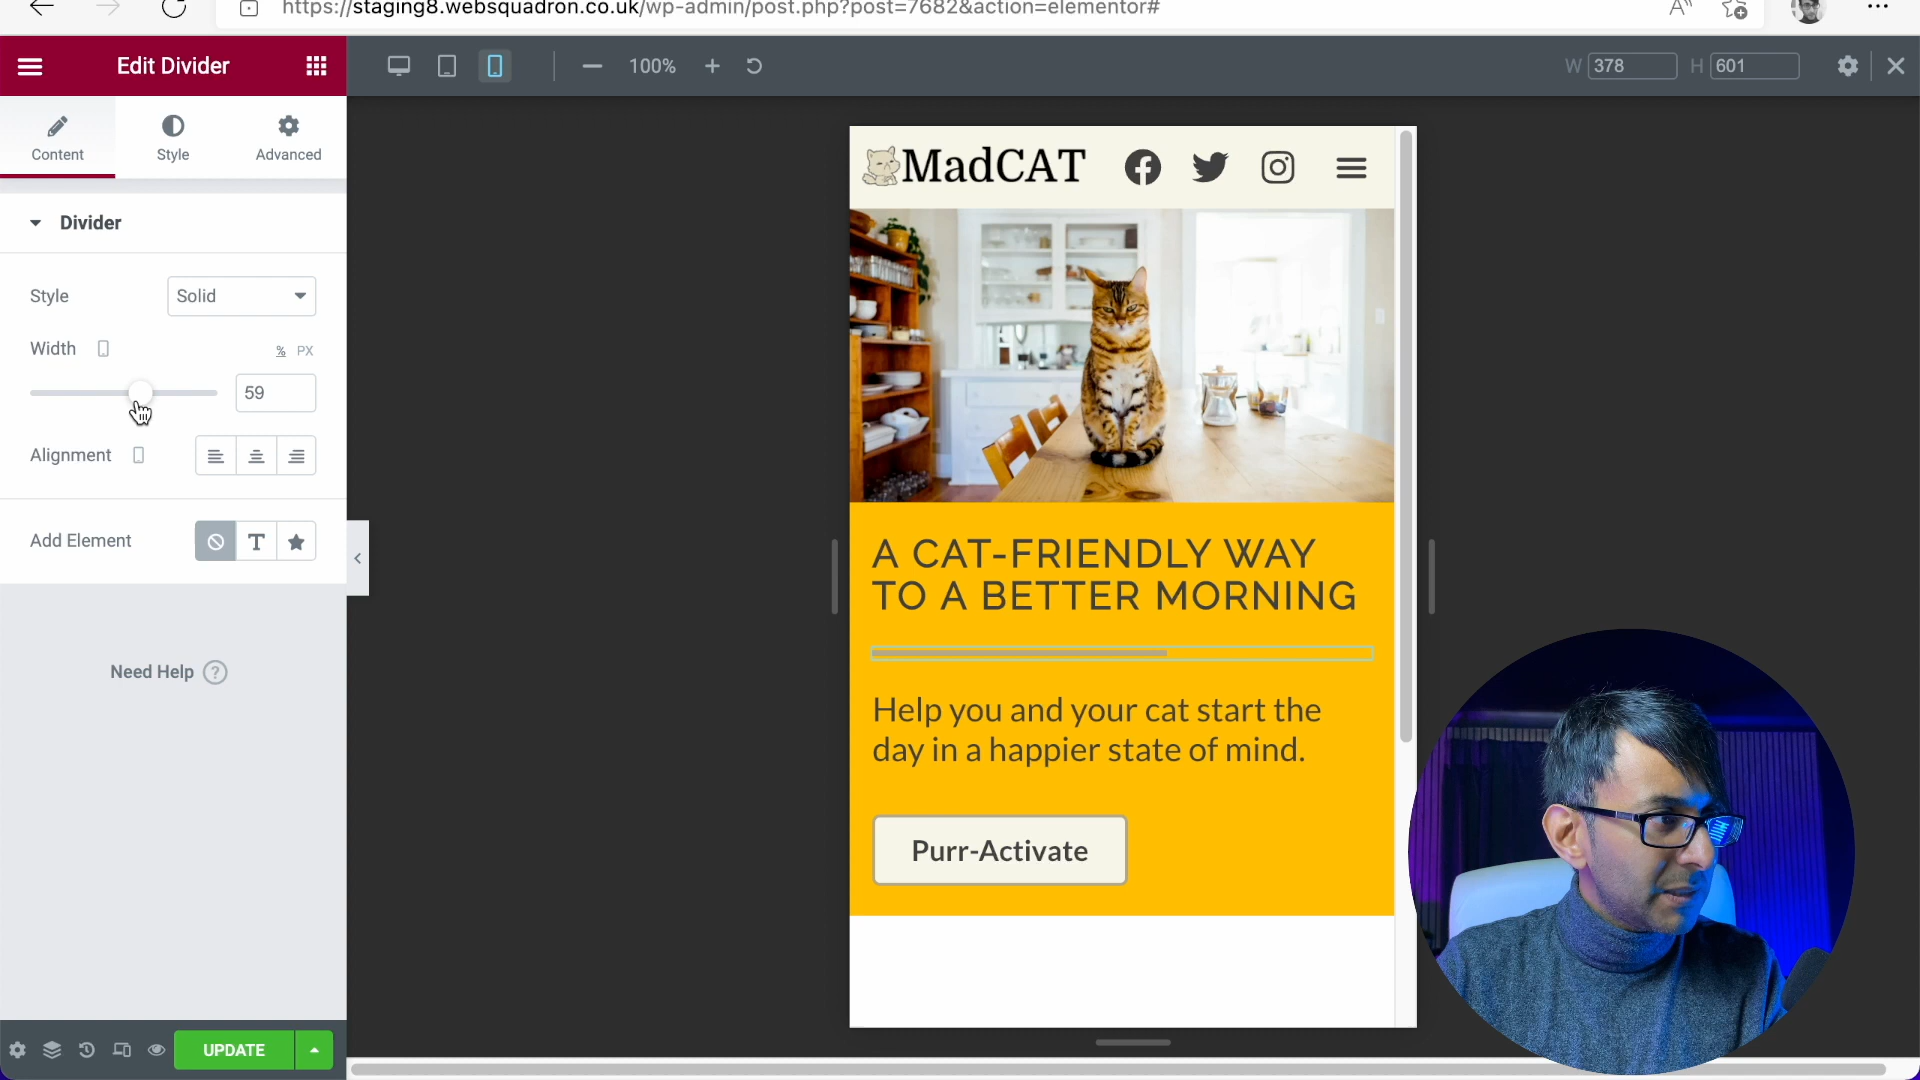 https://staging8.websquadron.co.uk/wp-admin/post.php?post=7682&action=elementor#
Edit Divider
100%
W 378 H 601
Content Style Advanced
Divider
Style Solid
Width % PX
59
Alignment
Add Element
Need Help ?
UPDATE
MadCAT
A CAT-FRIENDLY WAY
TO A BETTER MORNING
Help you and your cat start the
day in a happier state of mind.
Purr-Activate